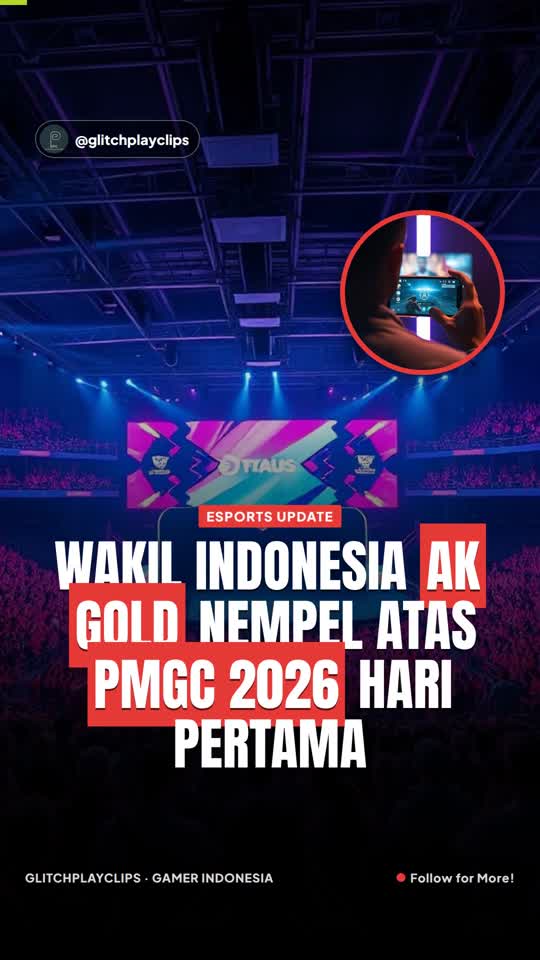 @glitchplayclips
ESPORTS UPDATE
WAKIL INDONESIA AK
GOLD NEMPEL ATAS
PMGC 2026 HARI
PERTAMA
GLITCHPLAYCLIPS · GAMER INDONESIA
Follow for More!